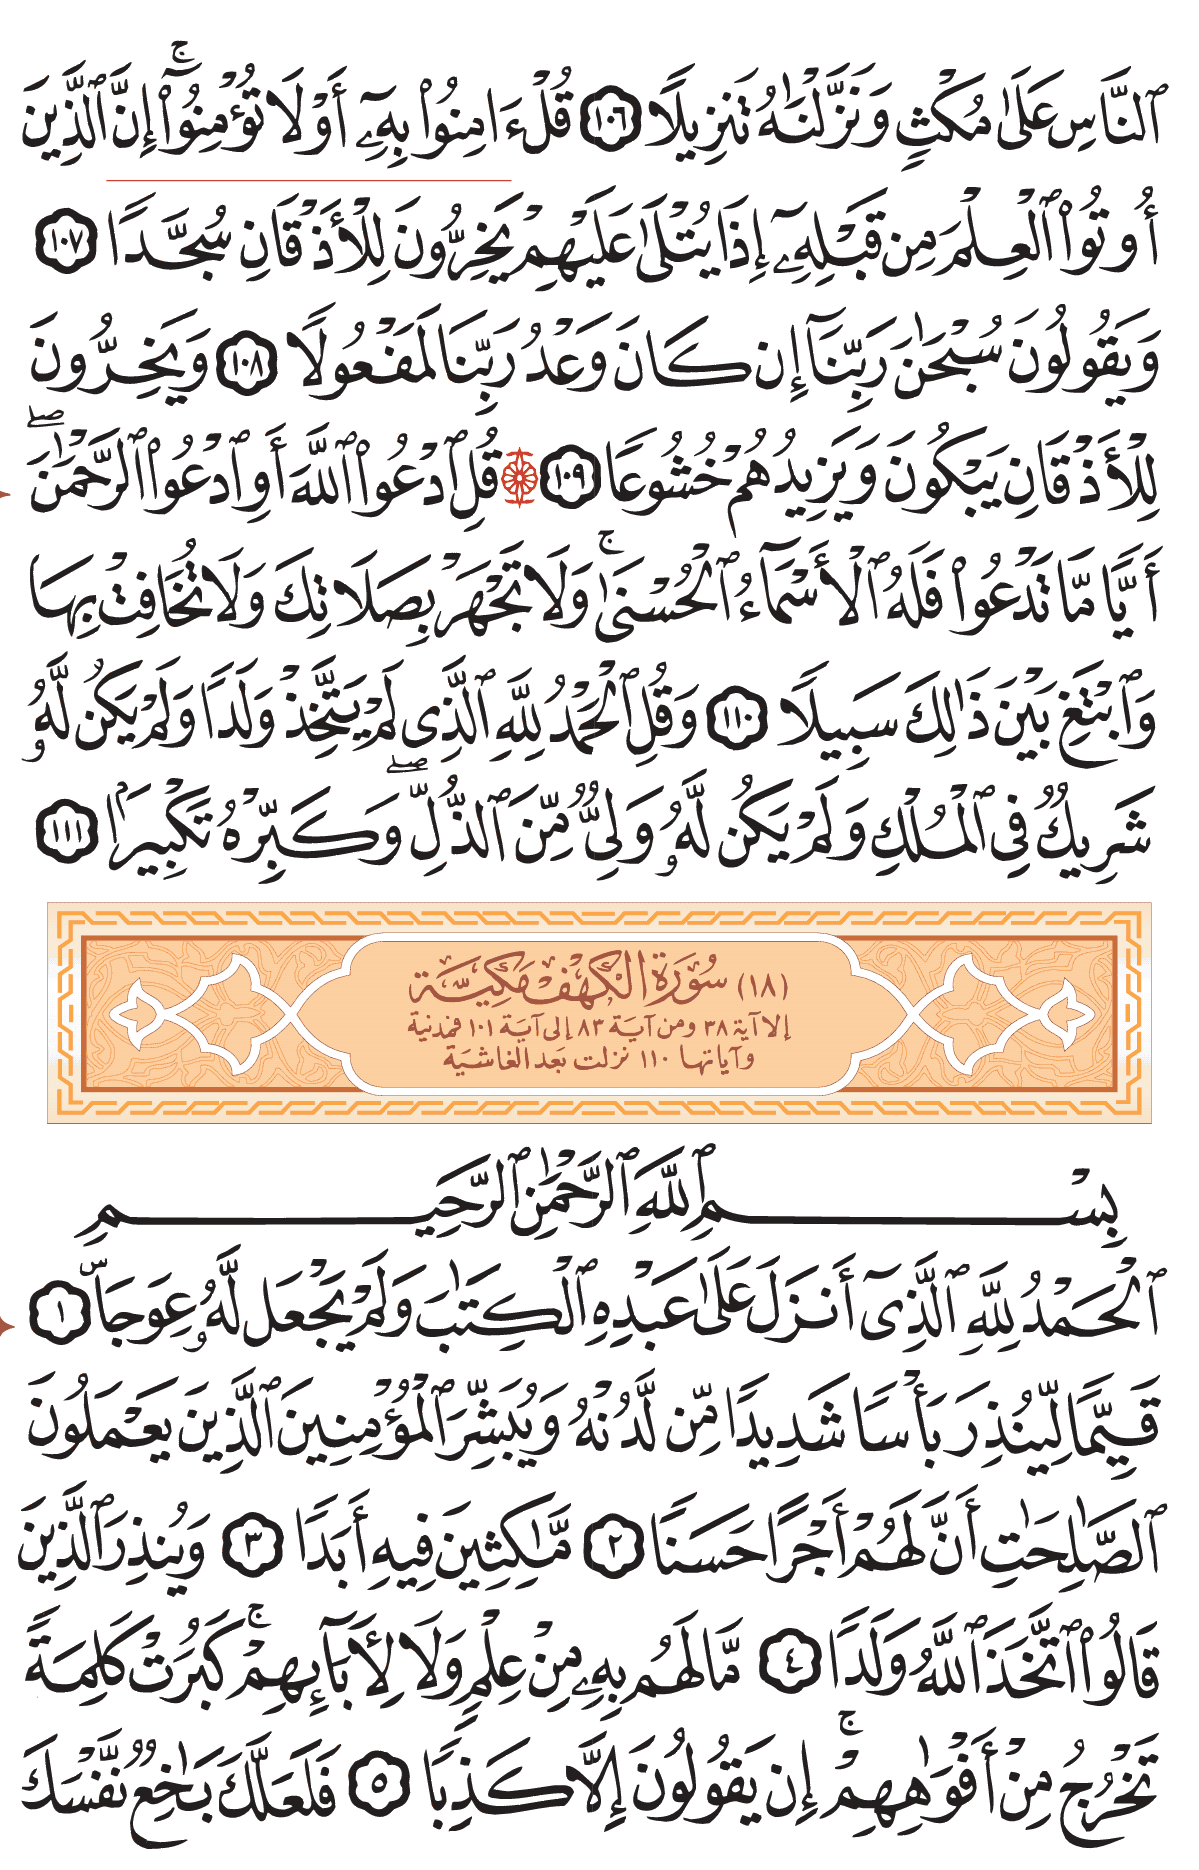 ٱلنَّاسِ عَلَىٰ مُكْثٍ وَنَزَّلْنَٰهُ تَنزِيلًا ١٠٦ قُلْ ءَامِنُوا۟ بِهِۦٓ أَوْ لَا تُؤْمِنُوٓا۟ ۚ إِنَّ ٱلَّذِينَ
أُوتُوا۟ ٱلْعِلْمَ مِن قَبْلِهِۦٓ إِذَا يُتْلَىٰ عَلَيْهِمْ يَخِرُّونَ لِلْأَذْقَانِ سُجَّدًا ١٠٧
وَيَقُولُونَ سُبْحَٰنَ رَبِّنَآ إِن كَانَ وَعْدُ رَبِّنَا لَمَفْعُولًا ١٠٨ وَيَخِرُّونَ
لِلْأَذْقَانِ يَبْكُونَ وَيَزِيدُهُمْ خُشُوعًا ١٠٩ ۞ قُلِ ٱدْعُوا۟ ٱللَّهَ أَوِ ٱدْعُوا۟ ٱلرَّحْمَٰنَ ۖ
أَيًّا مَّا تَدْعُوا۟ فَلَهُ ٱلْأَسْمَآءُ ٱلْحُسْنَىٰ ۚ وَلَا تَجْهَرْ بِصَلَاتِكَ وَلَا تُخَافِتْ بِهَا
وَٱبْتَغِ بَيْنَ ذَٰلِكَ سَبِيلًا ١١٠ وَقُلِ ٱلْحَمْدُ لِلَّهِ ٱلَّذِى لَمْ يَتَّخِذْ وَلَدًا وَلَمْ يَكُن لَّهُۥ
شَرِيكٌ فِى ٱلْمُلْكِ وَلَمْ يَكُن لَّهُۥ وَلِىٌّ مِّنَ ٱلذُّلِّ ۖ وَكَبِّرْهُ تَكْبِيرًۢا ١١١
(١٨) سُورَة الكَهْف مَكِيَّة
إلا آية ٣٨ ومن آيَة ٨٣ إلى آيَة ١٠١ فمدنية
وآياتها ١١٠ نزلت بَعد الغاشيَة
بِسْمِ ٱللَّهِ ٱلرَّحْمَٰنِ ٱلرَّحِيمِ
ٱلْحَمْدُ لِلَّهِ ٱلَّذِىٓ أَنزَلَ عَلَىٰ عَبْدِهِ ٱلْكِتَٰبَ وَلَمْ يَجْعَل لَّهُۥ عِوَجَاۜ ١
قَيِّمًا لِّيُنذِرَ بَأْسًا شَدِيدًا مِّن لَّدُنْهُ وَيُبَشِّرَ ٱلْمُؤْمِنِينَ ٱلَّذِينَ يَعْمَلُونَ
ٱلصَّٰلِحَٰتِ أَنَّ لَهُمْ أَجْرًا حَسَنًا ٢ مَّٰكِثِينَ فِيهِ أَبَدًا ٣ وَيُنذِرَ ٱلَّذِينَ
قَالُوا۟ ٱتَّخَذَ ٱللَّهُ وَلَدًا ٤ مَّا لَهُم بِهِۦ مِنْ عِلْمٍ وَلَا لِـَٔابَآئِهِمْ ۚ كَبُرَتْ كَلِمَةً
تَخْرُجُ مِنْ أَفْوَٰهِهِمْ ۚ إِن يَقُولُونَ إِلَّا كَذِبًا ٥ فَلَعَلَّكَ بَٰخِعٌ نَّفْسَكَ